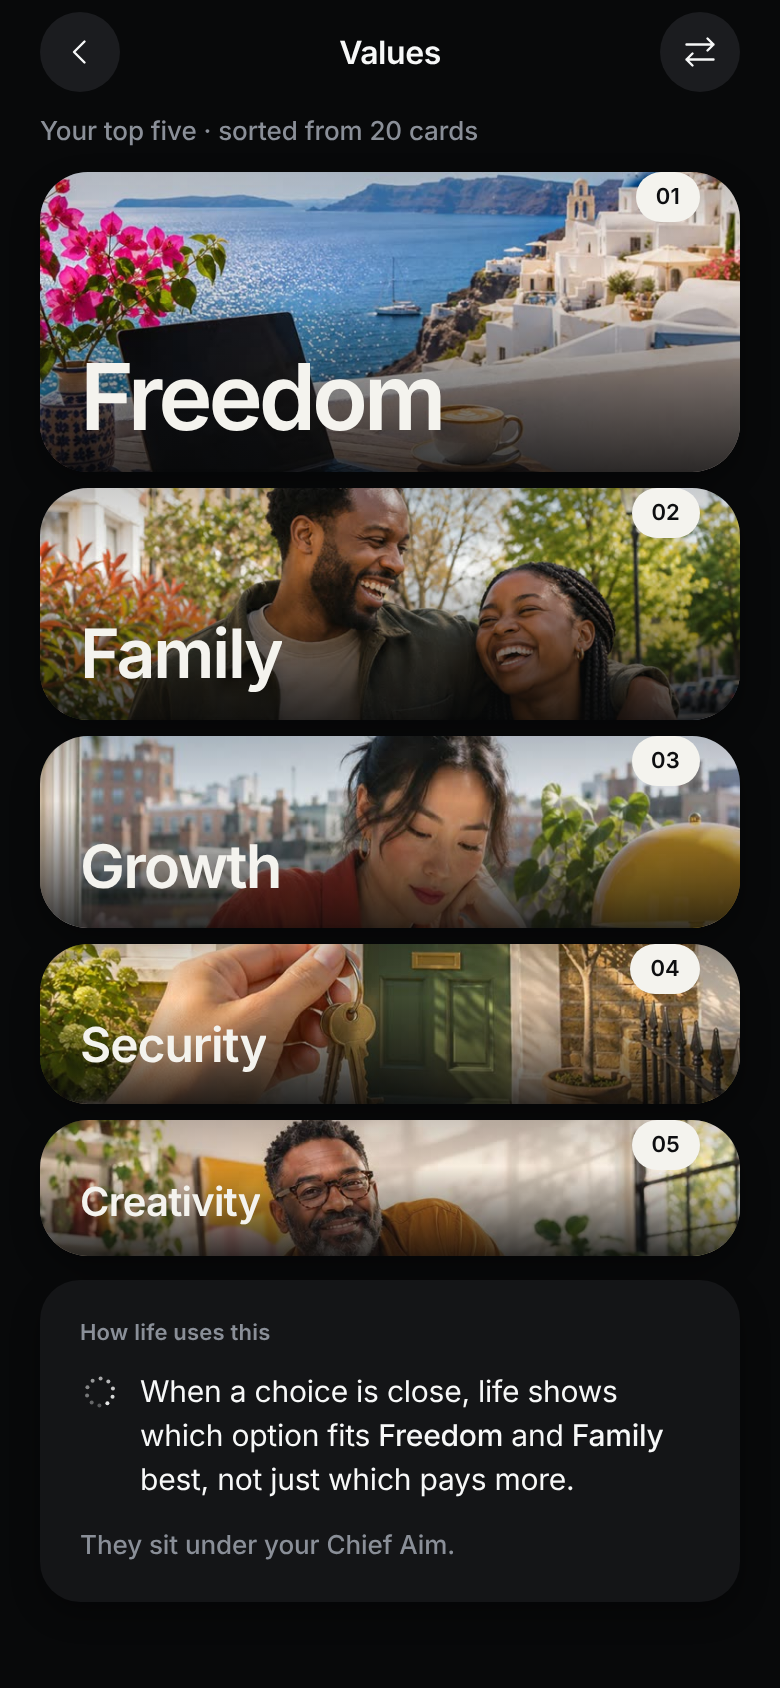 Values
Your top five · sorted from 20 cards
01
Freedom
02
Family
03
Growth
04
Security
05
Creativity
How life uses this
When a choice is close, life shows
which option fits Freedom and Family
best, not just which pays more.
They sit under your Chief Aim.